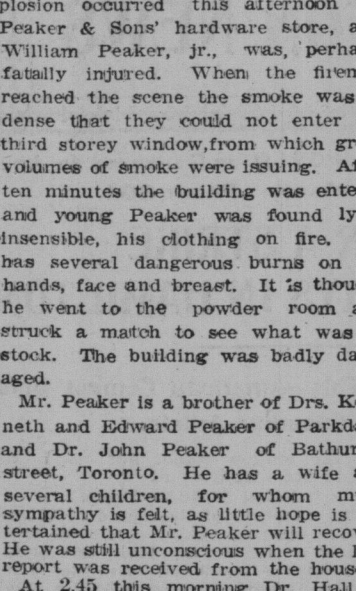 plosion occurred this afternoon
Peaker & Sons' hardware store, a
William Peaker, jr., was, perha
fatally injured. When the firem
reached the scene the smoke was
dense that they could not enter
third storey window,from which gr
volumes of smoke were issuing. Af
ten minutes the building was ente
and young Peaker was found ly
insensible, his clothing on fire.
has several dangerous burns on
hands, face and breast. It is thou
he went to the powder room a
struck a match to see what was
stock. The building was badly da
aged.
Mr. Peaker is a brother of Drs. K
neth and Edward Peaker of Parkd
and Dr. John Peaker of Bathur
street, Toronto. He has a wife a
several children, for whom m
sympathy is felt, as little hope is
tertained that Mr. Peaker will reco
He was still unconscious when the l
report was received from the hous
At 2.45 this morning Dr. Hall